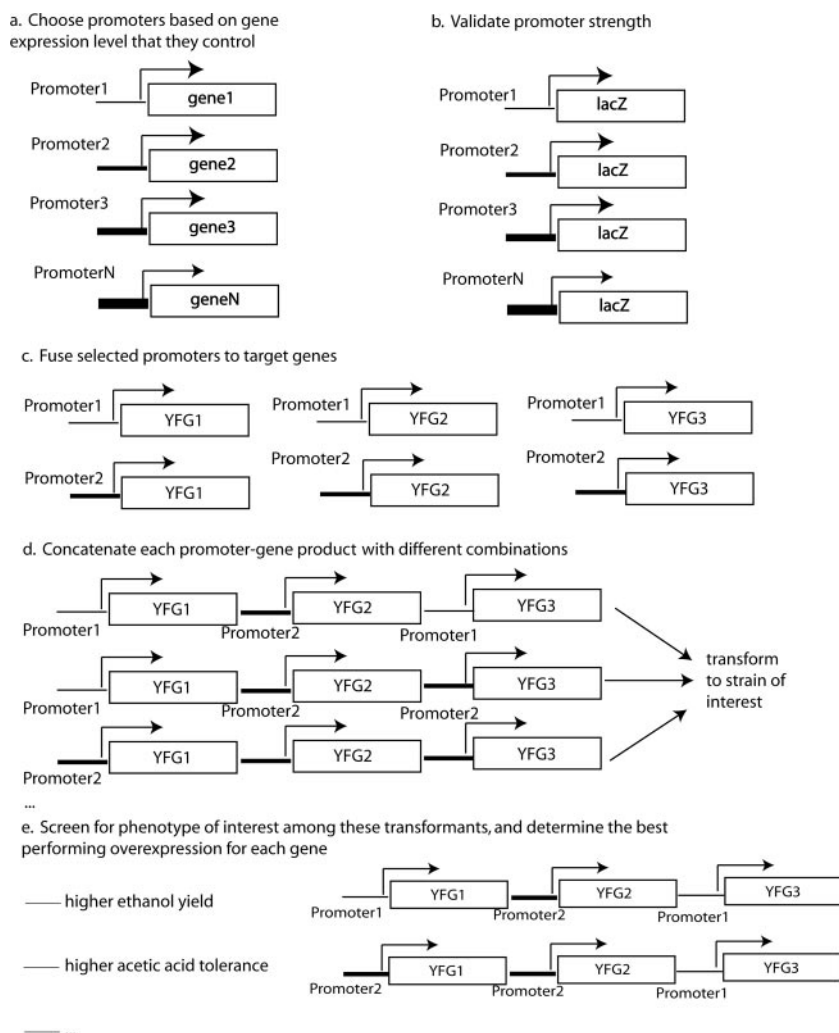 a. Choose promoters based on gene
expression level that they control
Promoter1
gene1
Promoter2
gene2
Promoter3
gene3
PromoterN
geneN
b. Validate promoter strength
Promoter1
lacZ
Promoter2
lacZ
Promoter3
lacZ
PromoterN
lacZ
c. Fuse selected promoters to target genes
Promoter1
YFG1
Promoter1
YFG2
Promoter1
YFG3
Promoter2
YFG1
Promoter2
YFG2
Promoter2
YFG3
d. Concatenate each promoter-gene product with different combinations
YFG1
YFG2
YFG3
Promoter1
Promoter2
Promoter1
YFG1
YFG2
YFG3
Promoter1
Promoter2
Promoter2
YFG1
YFG2
YFG3
Promoter2
...
transform
to strain of
interest
e. Screen for phenotype of interest among these transformants, and determine the best
performing overexpression for each gene
higher ethanol yield
YFG1
YFG2
YFG3
Promoter1
Promoter2
Promoter1
higher acetic acid tolerance
YFG1
YFG2
YFG3
Promoter2
Promoter2
Promoter1